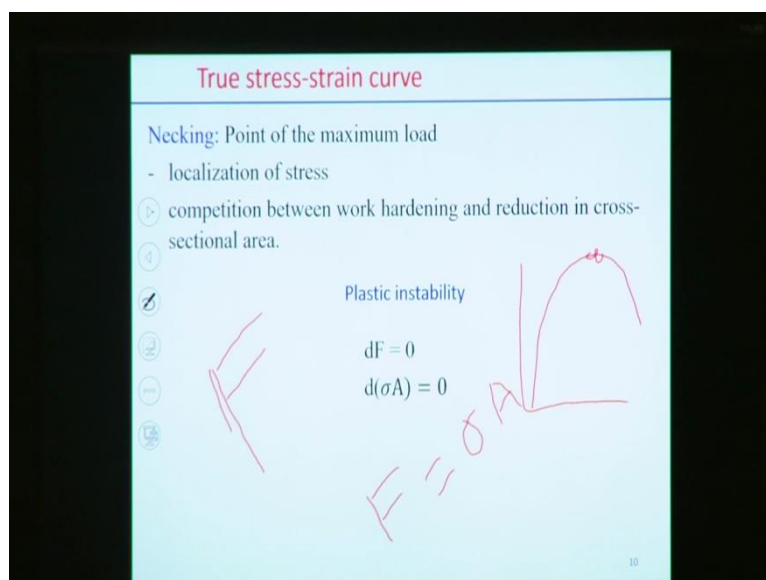 True stress-strain curve
Necking: Point of the maximum load
- localization of stress
competition between work hardening and reduction in cross-
sectional area.
Plastic instability
dF = 0
d(σA) = 0
F
F = σA
10